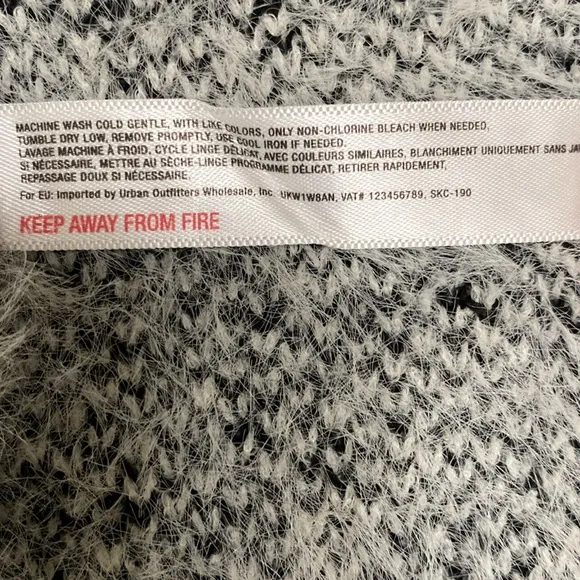 MACHINE WASH COLD GENTLE, WITH LIKE COLORS, ONLY NON-CHLORINE BLEACH WHEN NEEDED,
TUMBLE DRY LOW, REMOVE PROMPTLY, USE COOL IRON IF NEEDED.
LAVAGE MACHINE À FROID, CYCLE LINGE DÉLICAT, AVEC COULEURS SIMILAIRES, BLANCHIMENT UNIQUEMENT SANS
SI NÉCESSAIRE, METTRE AU SÈCHE-LINGE PROGRAMME DÉLICAT, RETIRER RAPIDEMENT,
REPASSAGE DOUX SI NÉCESSAIRE.
For EU: Imported by Urban Outfitters Wholesale, Inc. UKW1W8AN, VAT# 123456789, SKC-190
KEEP AWAY FROM FIRE